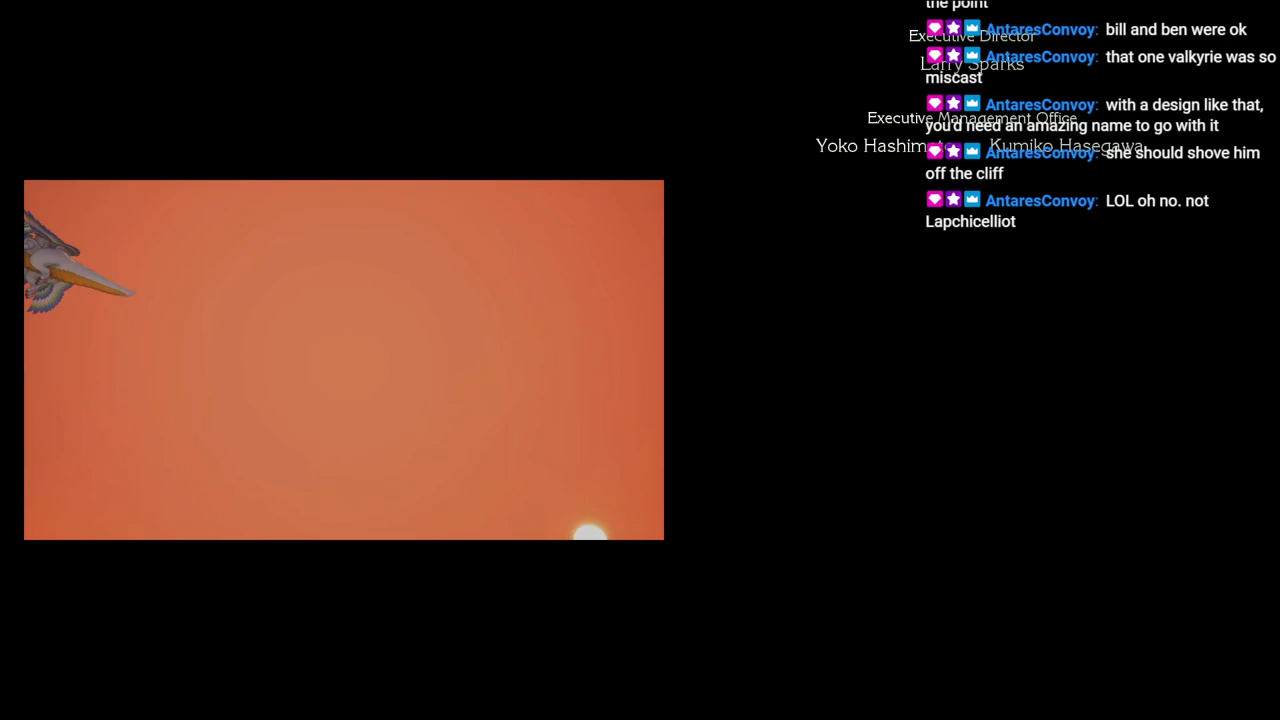 the point
Executive Director
Larry Sparks
Executive Management Office
Yoko Hashim
Kumiko Hasegawa
AntaresConvoy: bill and ben were ok
AntaresConvoy: that one valkyrie was so
miscast
AntaresConvoy: with a design like that,
you'd need an amazing name to go with it
AntaresConvoy: she should shove him
off the cliff
AntaresConvoy: LOL oh no. not
Lapchicelliot